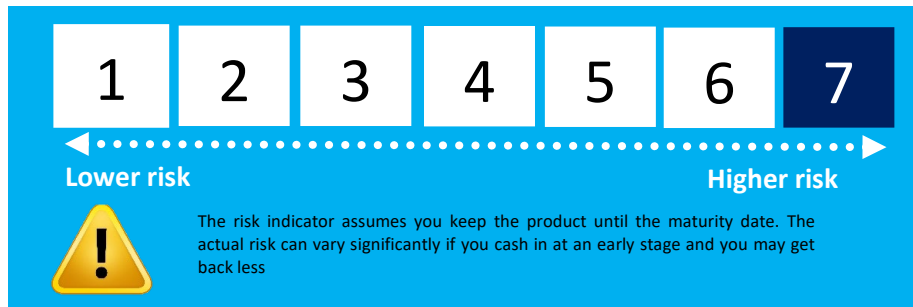 1 2 3 4 5 6 7
Lower risk Higher risk
!
The risk indicator assumes you keep the product until the maturity date. The
actual risk can vary significantly if you cash in at an early stage and you may get
back less